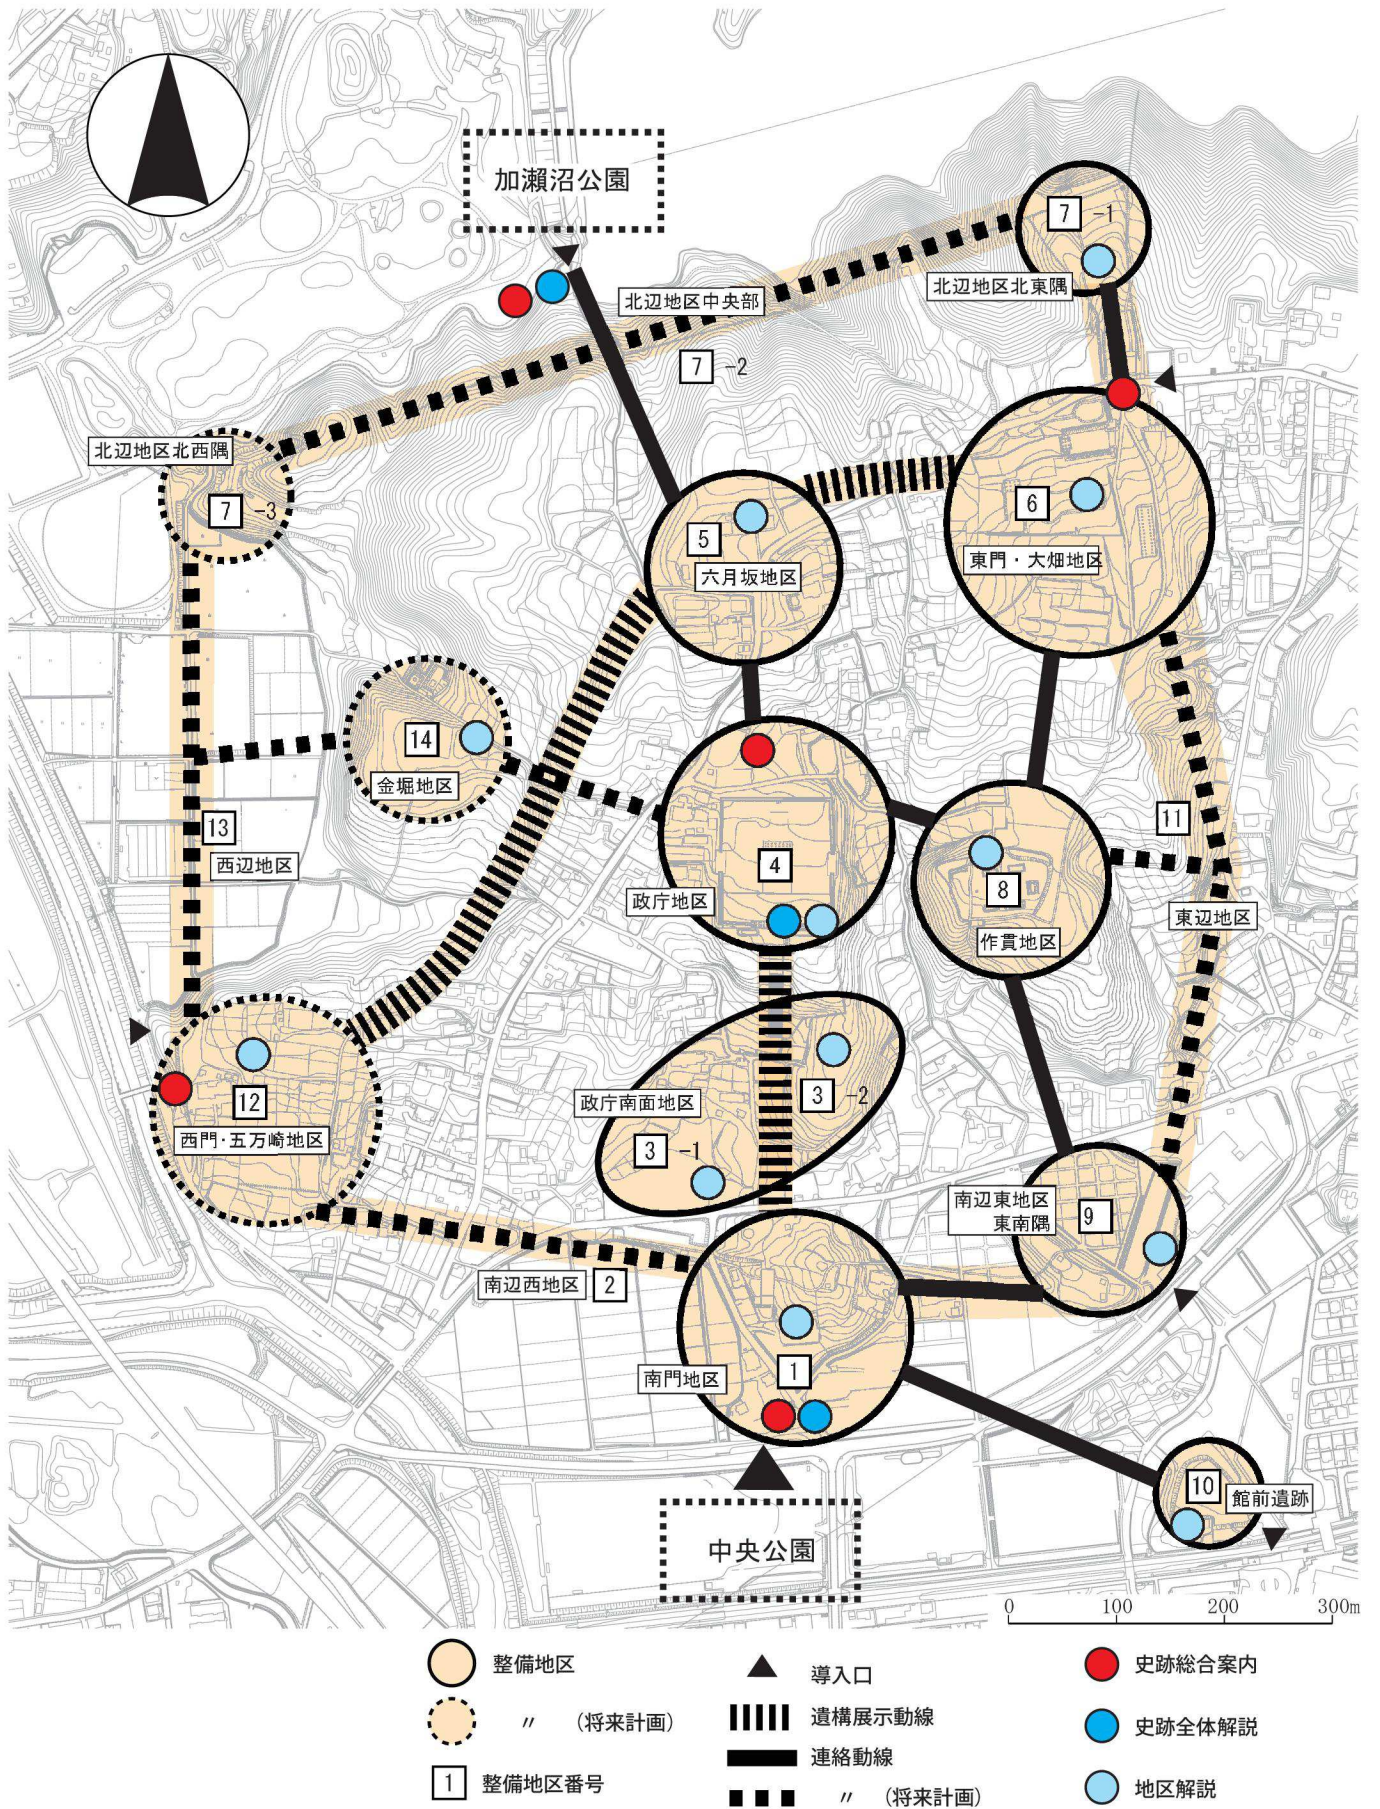 加瀬沼公園
7 -1
北辺地区北東隅
北辺地区中央部
7 -2
北辺地区北西隅
7 -3
5
六月坂地区
6
東門・大畑地区
14
金堀地区
13
西辺地区
4
政庁地区
8
作貫地区
11
東辺地区
12
西門・五万崎地区
政庁南面地区
3 -2
3 -1
南辺東地区
東南隅
9
南辺西地区 2
南門地区
1
10
館前遺跡
中央公園
0 100 200 300m
整備地区
〃 (将来計画)
1 整備地区番号
導入口
遺構展示動線
連絡動線
〃 (将来計画)
史跡総合案内
史跡全体解説
地区解説